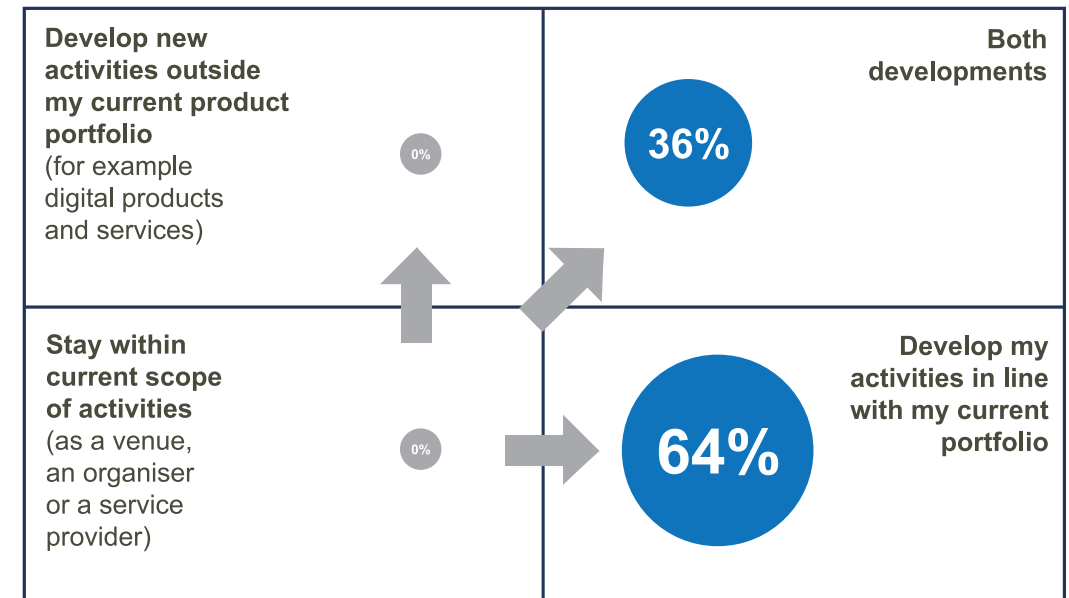 Develop new
activities outside
my current product
portfolio
(for example
digital products
and services)
0%
Both
developments
36%
Stay within
current scope
of activities
(as a venue,
an organiser
or a service
provider)
0%
Develop my
activities in line
with my current
portfolio
64%